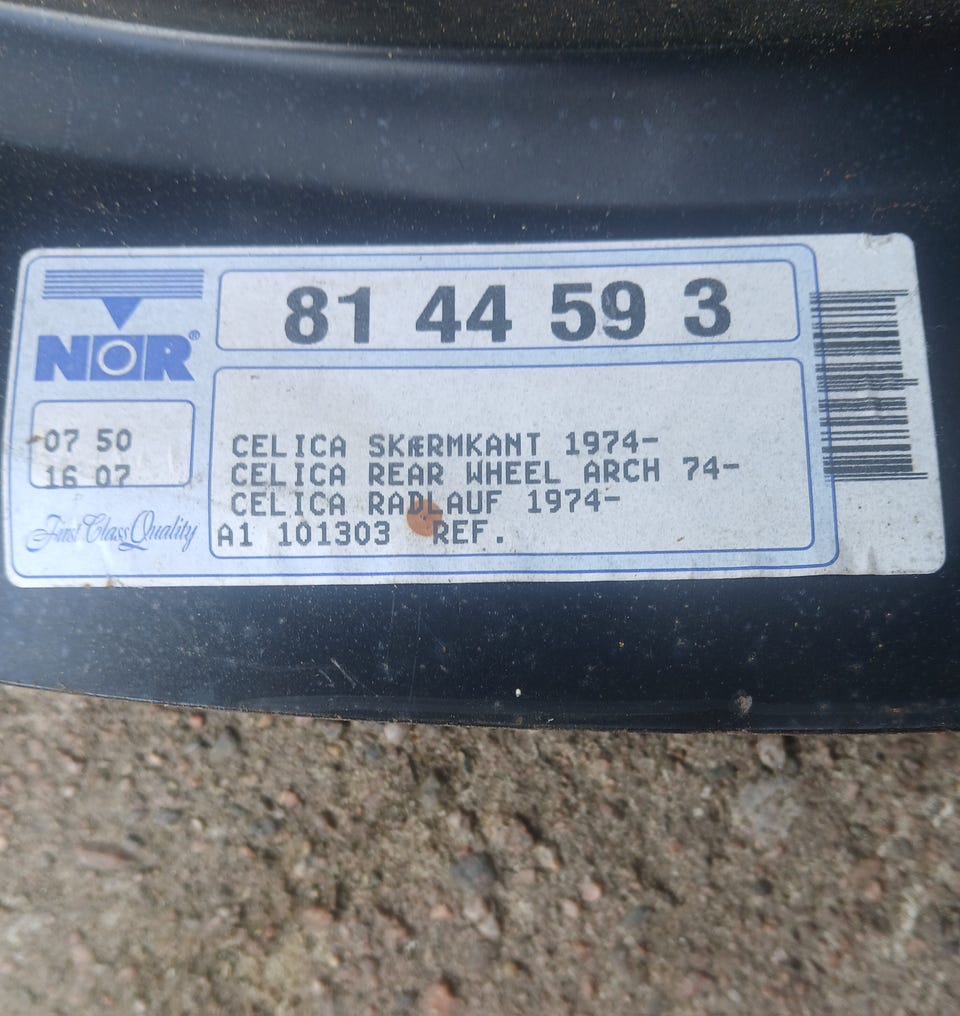 81 44 59 3
NOR®
07 50
16 07
First Class Quality
CELICA SKÆRMKANT 1974-
CELICA REAR WHEEL ARCH 74-
CELICA RADLAUF 1974-
A1 101303 REF.